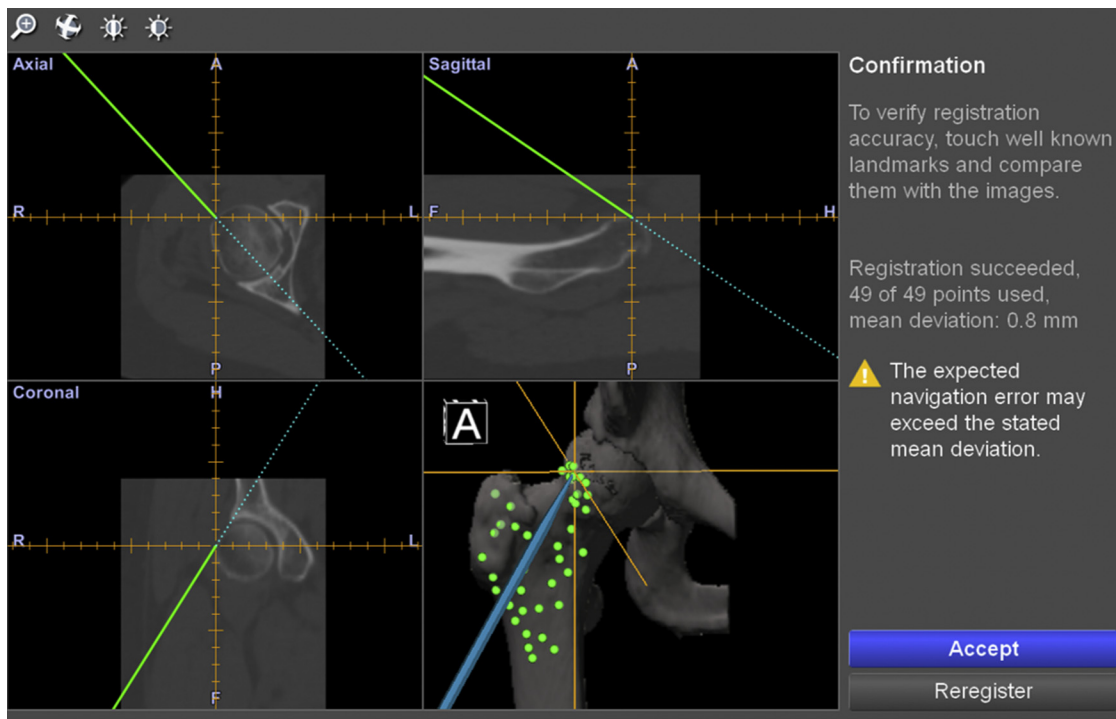 Axial
A
R
L
P
Sagittal
A
F
H
P
Coronal
H
R
L
F
A
Confirmation
To verify registration
accuracy, touch well known
landmarks and compare
them with the images.
Registration succeeded,
49 of 49 points used,
mean deviation: 0.8 mm
The expected
navigation error may
exceed the stated
mean deviation.
Accept
Reregister